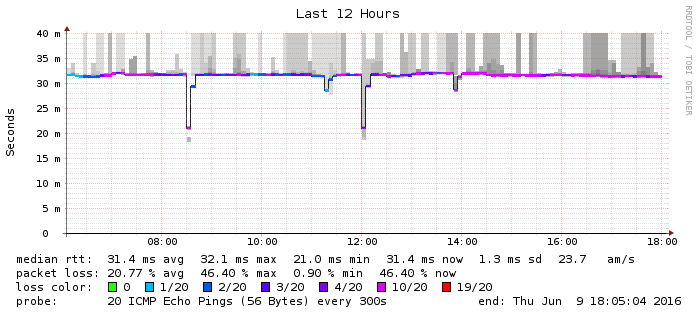 Last 12 Hours
RRDTOOL / TOBI OETIKER
Seconds
40 m
35 m
30 m
25 m
20 m
15 m
10 m
5 m
0
08:00 10:00 12:00 14:00 16:00 18:00
median rtt: 31.4 ms avg 32.1 ms max 21.0 ms min 31.4 ms now 1.3 ms sd 23.7 am/s
packet loss: 20.77 % avg 46.40 % max 0.90 % min 46.40 % now
loss color: 0 1/20 2/20 3/20 4/20 10/20 19/20
probe: 20 ICMP Echo Pings (56 Bytes) every 300s end: Thu Jun 9 18:05:04 2016